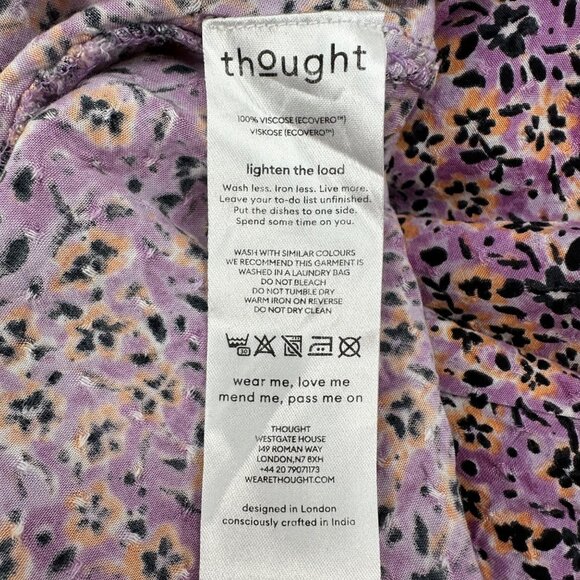 thought
100% VISCOSE (ECOVERO™)
VISKOSE (ECOVERO™)
lighten the load
Wash less. Iron less. Live more.
Leave your to-do list unfinished.
Put the dishes to one side.
Spend some time on you.
WASH WITH SIMILAR COLOURS
WE RECOMMEND THIS GARMENT IS
WASHED IN A LAUNDRY BAG
DO NOT BLEACH
DO NOT TUMBLE DRY
WARM IRON ON REVERSE
DO NOT DRY CLEAN
30
wear me, love me
mend me, pass me on
THOUGHT
WESTGATE HOUSE
149 ROMAN WAY
LONDON,N7 8XH
+44 20 79071173
WEARETHOUGHT.COM
designed in London
consciously crafted in India